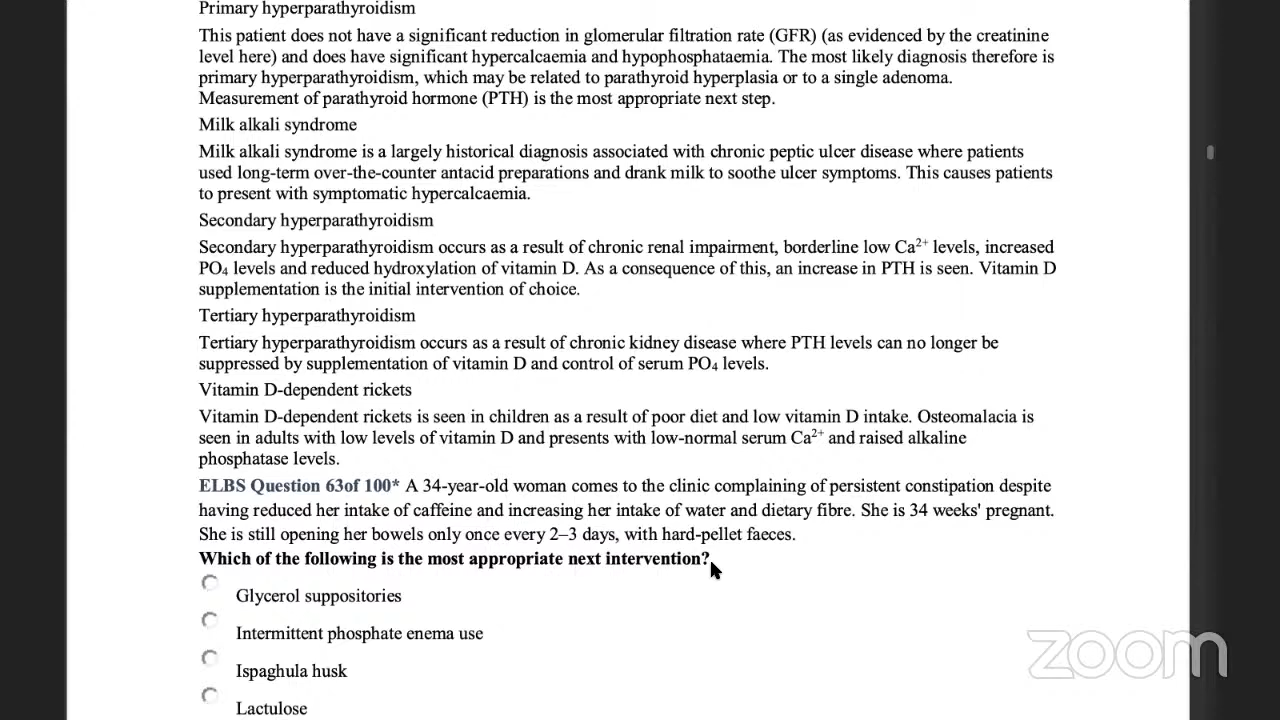 Primary hyperparathyroidism
This patient does not have a significant reduction in glomerular filtration rate (GFR) (as evidenced by the creatinine
level here) and does have significant hypercalcaemia and hypophosphataemia. The most likely diagnosis therefore is
primary hyperparathyroidism, which may be related to parathyroid hyperplasia or to a single adenoma.
Measurement of parathyroid hormone (PTH) is the most appropriate next step.
Milk alkali syndrome
Milk alkali syndrome is a largely historical diagnosis associated with chronic peptic ulcer disease where patients
used long-term over-the-counter antacid preparations and drank milk to soothe ulcer symptoms. This causes patients
to present with symptomatic hypercalcaemia.
Secondary hyperparathyroidism
Secondary hyperparathyroidism occurs as a result of chronic renal impairment, borderline low Ca²⁺ levels, increased
PO₄ levels and reduced hydroxylation of vitamin D. As a consequence of this, an increase in PTH is seen. Vitamin D
supplementation is the initial intervention of choice.
Tertiary hyperparathyroidism
Tertiary hyperparathyroidism occurs as a result of chronic kidney disease where PTH levels can no longer be
suppressed by supplementation of vitamin D and control of serum PO₄ levels.
Vitamin D-dependent rickets
Vitamin D-dependent rickets is seen in children as a result of poor diet and low vitamin D intake. Osteomalacia is
seen in adults with low levels of vitamin D and presents with low-normal serum Ca²⁺ and raised alkaline
phosphatase levels.
ELBS Question 63of 100* A 34-year-old woman comes to the clinic complaining of persistent constipation despite
having reduced her intake of caffeine and increasing her intake of water and dietary fibre. She is 34 weeks' pregnant.
She is still opening her bowels only once every 2–3 days, with hard-pellet faeces.
Which of the following is the most appropriate next intervention?
Glycerol suppositories
Intermittent phosphate enema use
Ispaghula husk
Lactulose
zoom